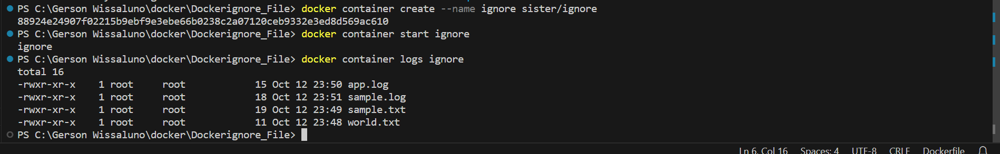 PS C:\Gerson Wissaluno\docker\Dockerignore_File> docker container create --name ignore sister/ignore
88924e24907f02215b9ebf9e3ebe66b0238c2a07120ceb9332e3ed8d569ac610
PS C:\Gerson Wissaluno\docker\Dockerignore_File> docker container start ignore
ignore
PS C:\Gerson Wissaluno\docker\Dockerignore_File> docker container logs ignore
total 16
-rwxr-xr-x    1 root     root            15 Oct 12 23:50 app.log
-rwxr-xr-x    1 root     root            18 Oct 12 23:51 sample.log
-rwxr-xr-x    1 root     root            19 Oct 12 23:49 sample.txt
-rwxr-xr-x    1 root     root            11 Oct 12 23:48 world.txt
PS C:\Gerson Wissaluno\docker\Dockerignore_File>
Ln 6, Col 16 Spaces: 4 UTF-8 CRLF Dockerfile